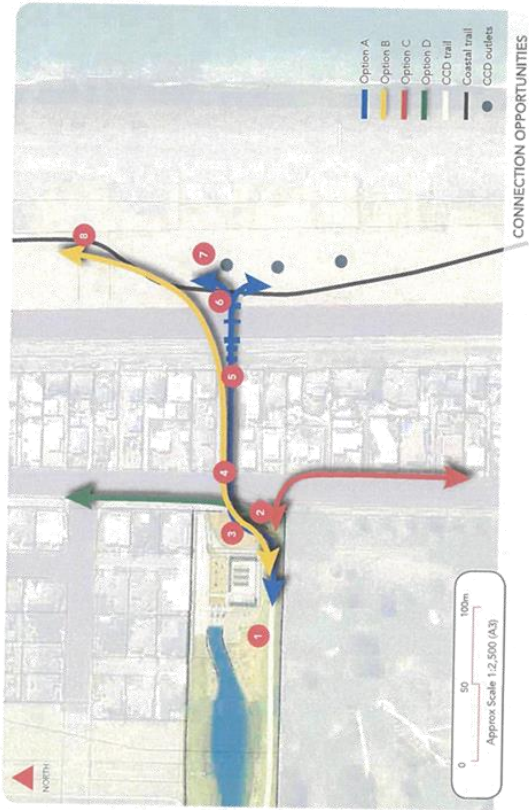 CONNECTION OPPORTUNITIES
Option A
Option B
Option C
Option D
CCD trail
Coastal trail
CCD outlets
8
7
6
5
4
3
2
1
0 50 100m
Approx Scale 1:2,500 (A3)
NORTH